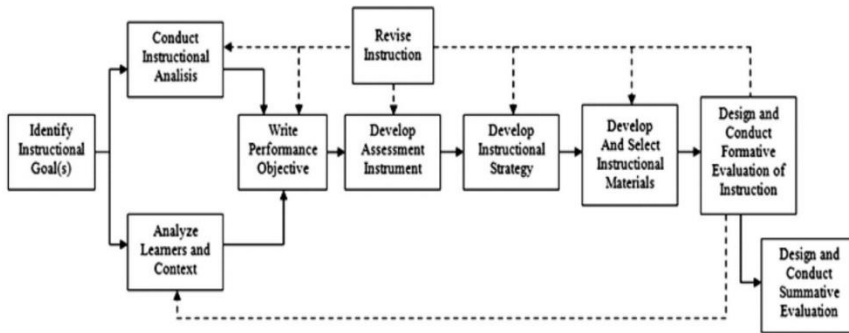 Conduct
Instructional
Analisis
Revise
Instruction
Identify
Instructional
Goal(s)
Write
Performance
Objective
Develop
Assessment
Instrument
Develop
Instructional
Strategy
Develop
And Select
Instructional
Materials
Design and
Conduct
Formative
Evaluation of
Instruction
Analyze
Learners and
Context
Design and
Conduct
Summative
Evaluation